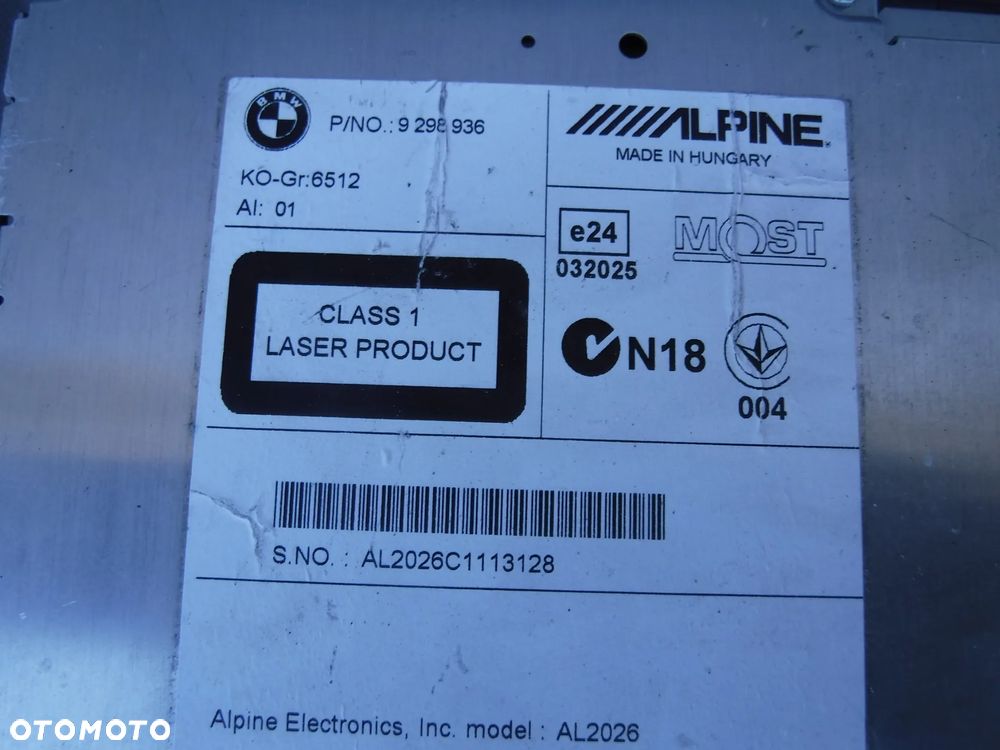 BMW
P/NO.: 9 298 936
KO-Gr:6512
AI: 01
ALPINE
MADE IN HUNGARY
e24
032025
MOST
N18
004
CLASS 1
LASER PRODUCT
S.NO. : AL2026C1113128
Alpine Electronics, Inc. model : AL2026
OTOMOTO